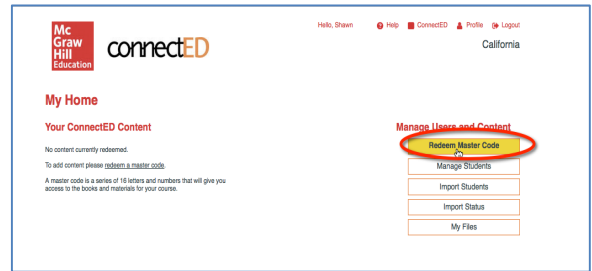 Mc
Graw
Hill
Education
connectED
Hello, Shawn Help ConnectED Profile Logout
California
My Home
Your ConnectED Content
No content currently redeemed.
To add content please redeem a master code.
A master code is a series of 16 letters and numbers that will give you
access to the books and materials for your course.
Manage Users and Content
Redeem Master Code
Manage Students
Import Students
Import Status
My Files